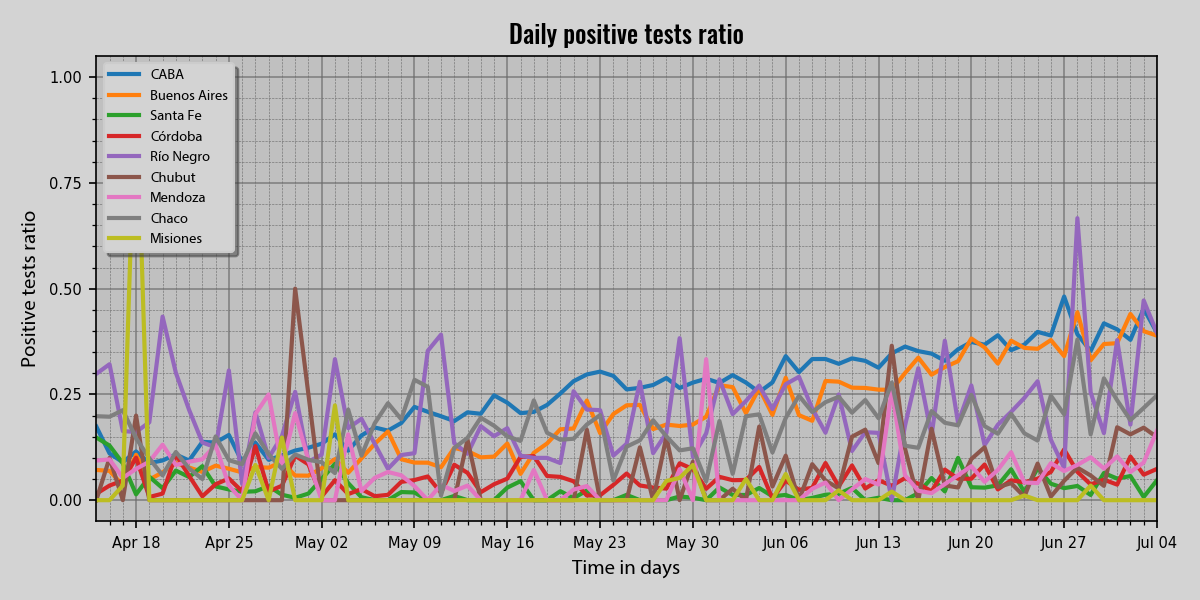 Daily positive tests ratio
Positive tests ratio
1.00
0.75
0.50
0.25
0.00
CABA
Buenos Aires
Santa Fe
Córdoba
Río Negro
Chubut
Mendoza
Chaco
Misiones
Apr 18 Apr 25 May 02 May 09 May 16 May 23 May 30 Jun 06 Jun 13 Jun 20 Jun 27 Jul 04
Time in days